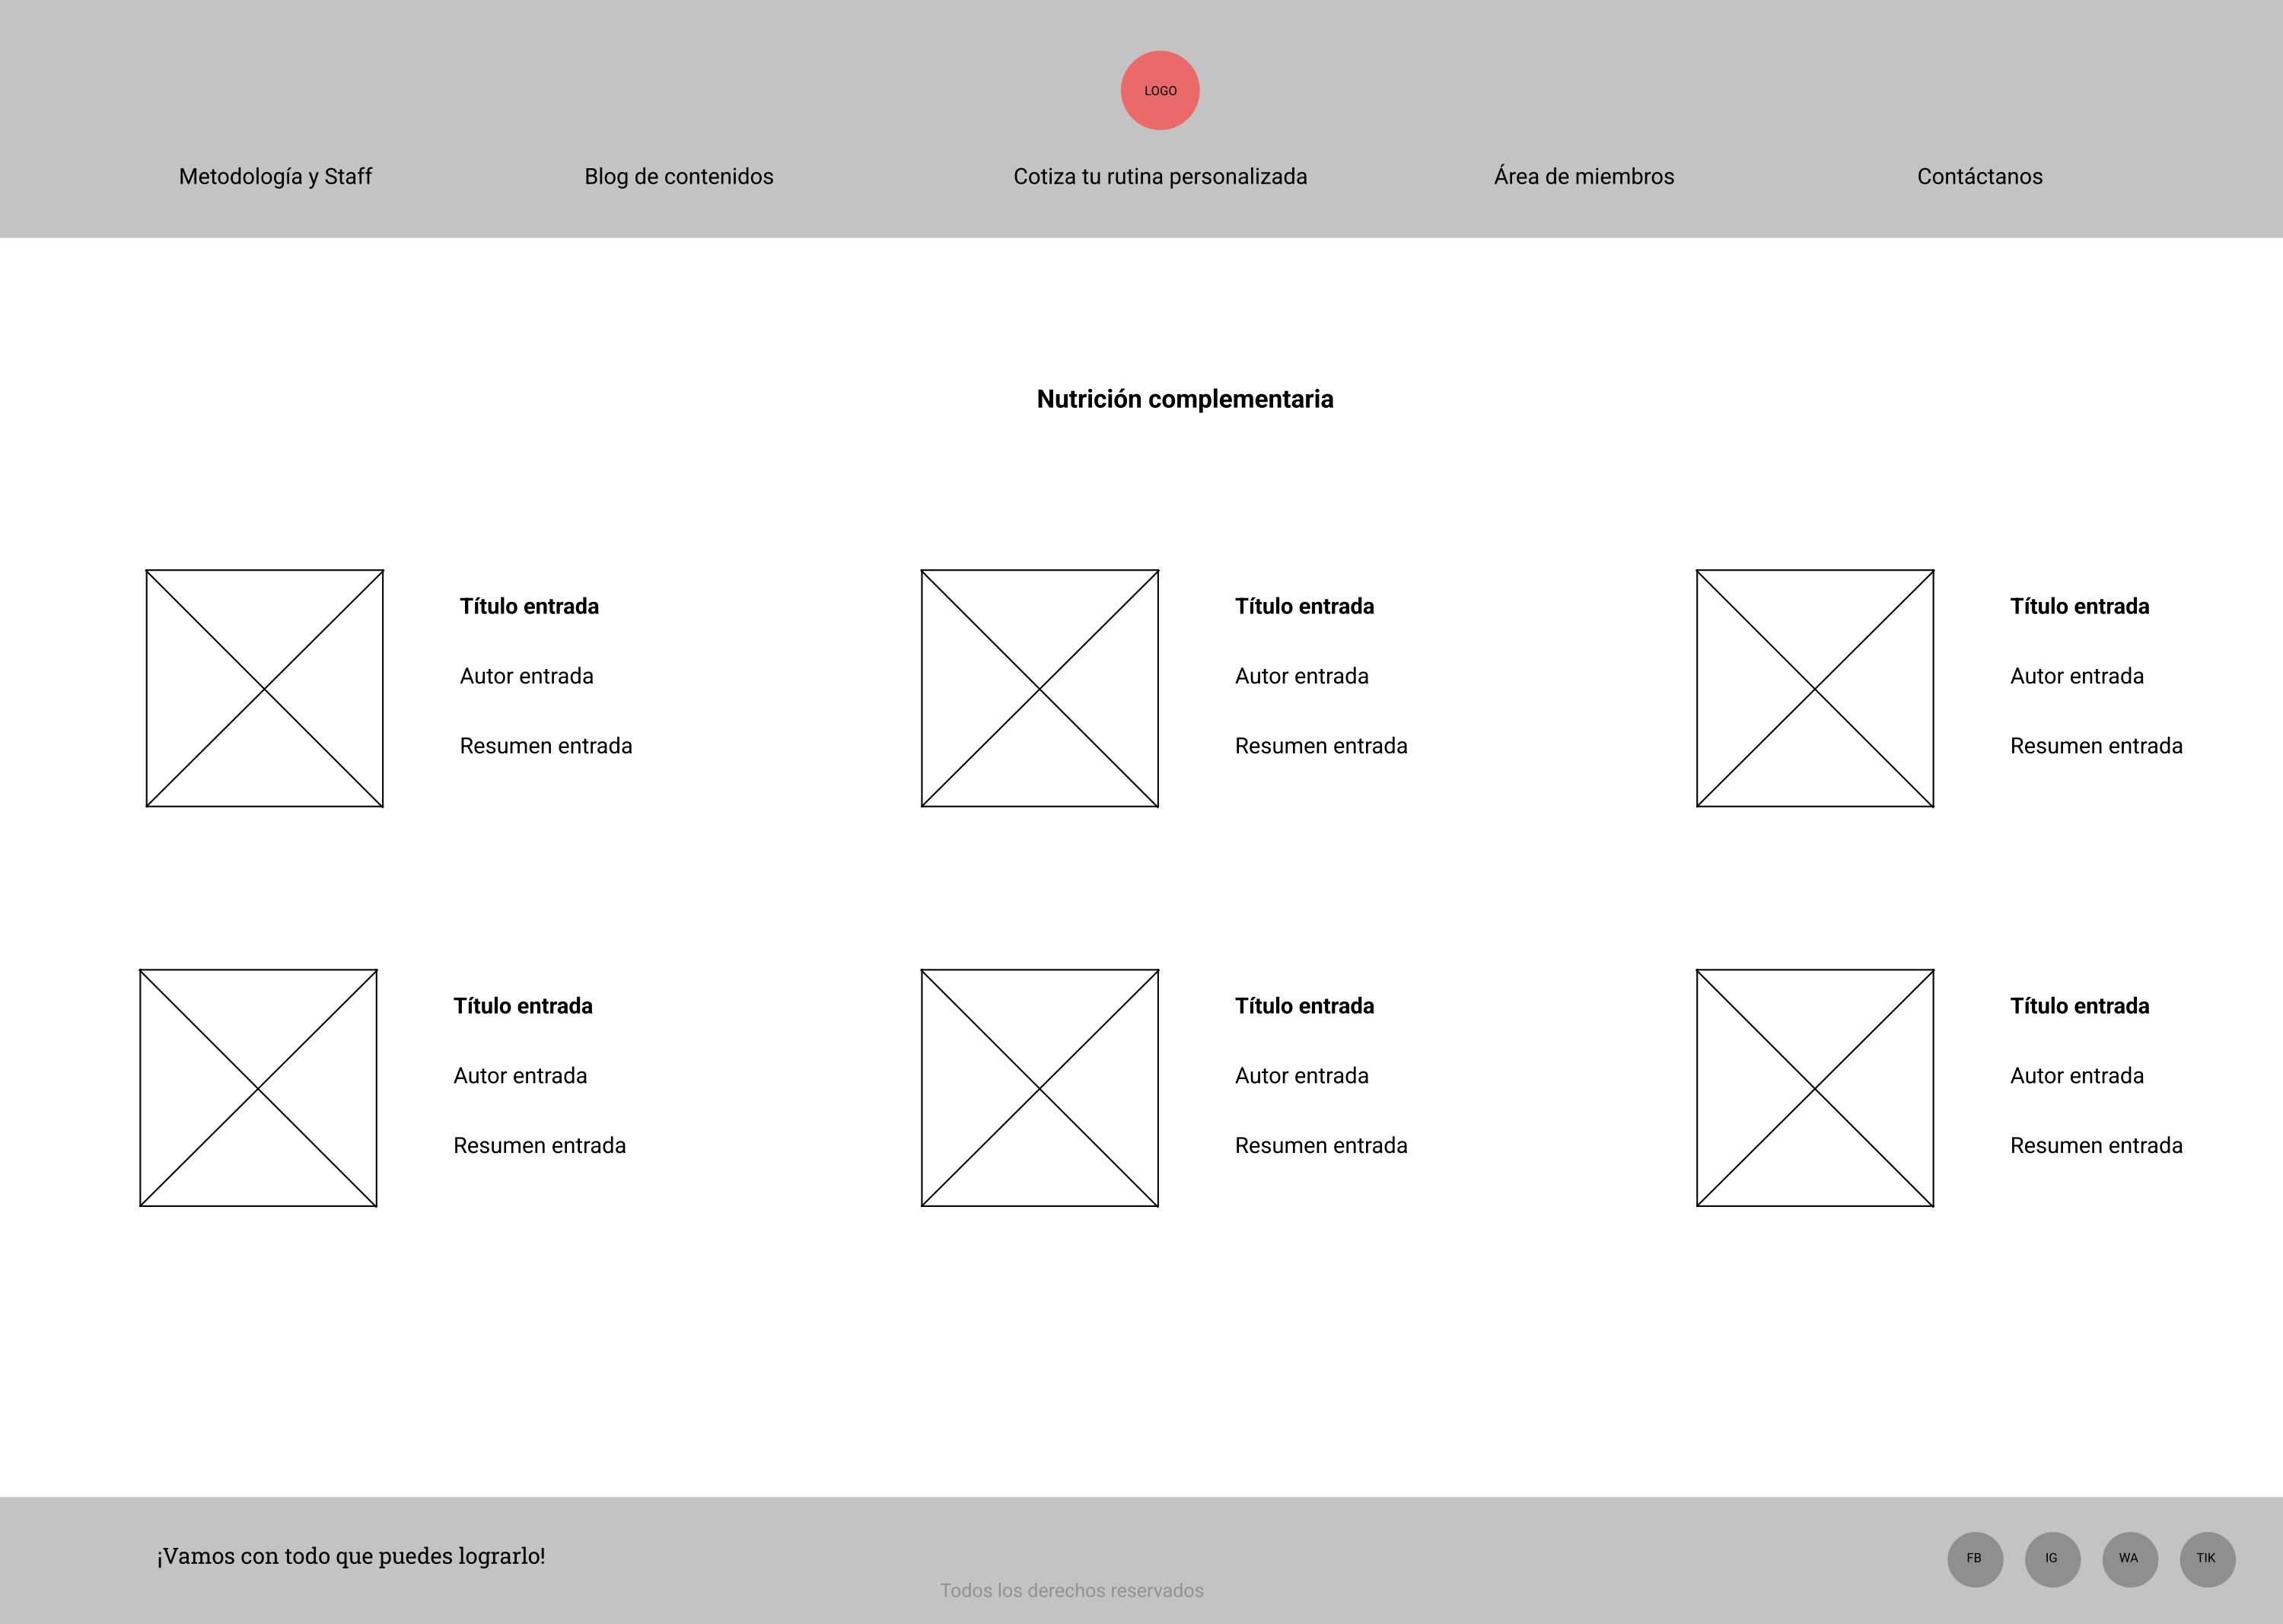 LOGO
Metodología y Staff
Blog de contenidos
Cotiza tu rutina personalizada
Área de miembros
Contáctanos
Nutrición complementaria
Título entrada
Autor entrada
Resumen entrada
Título entrada
Autor entrada
Resumen entrada
Título entrada
Autor entrada
Resumen entrada
Título entrada
Autor entrada
Resumen entrada
Título entrada
Autor entrada
Resumen entrada
Título entrada
Autor entrada
Resumen entrada
¡Vamos con todo que puedes lograrlo!
Todos los derechos reservados
FB
IG
WA
TIK